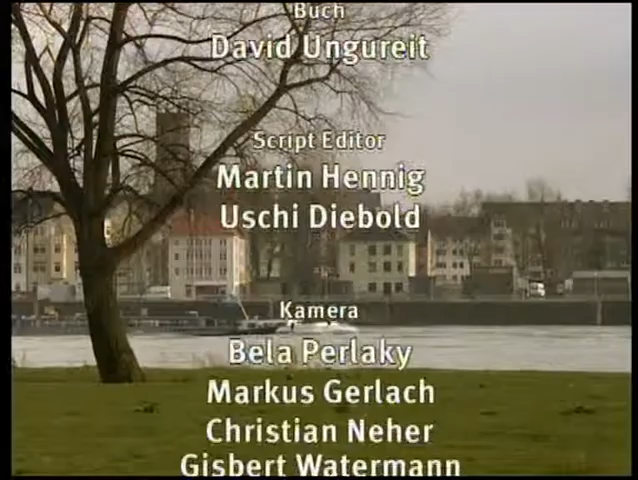 Buch
David Ungureit
Script Editor
Martin Hennig
Uschi Diebold
Kamera
Bela Perlaky
Markus Gerlach
Christian Neher
Gisbert Watermann